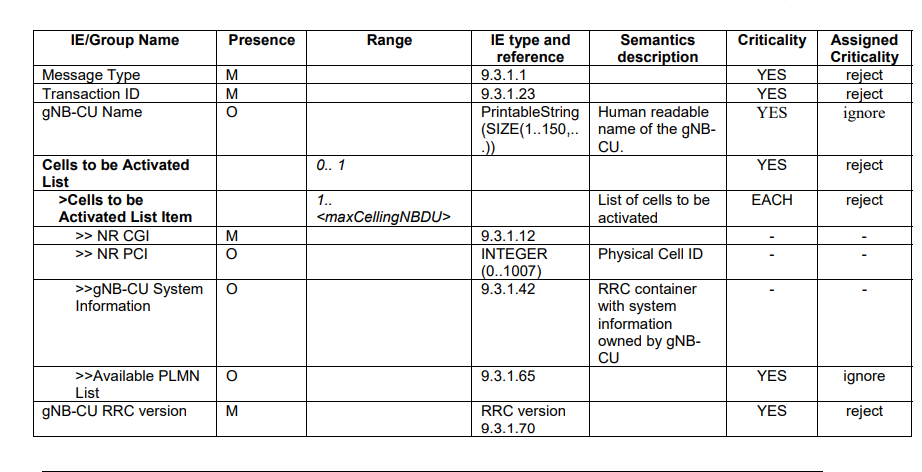 IE/Group Name Presence Range IE type and reference Semantics description Criticality Assigned Criticality
Message Type M 9.3.1.1 YES reject
Transaction ID M 9.3.1.23 YES reject
gNB-CU Name O PrintableString (SIZE(1..150,.. .)) Human readable name of the gNB-CU. YES ignore
Cells to be Activated List 0.. 1 YES reject
>Cells to be Activated List Item 1.. <maxCellingNBDU> List of cells to be activated EACH reject
>> NR CGI M 9.3.1.12 - -
>> NR PCI O INTEGER (0..1007) Physical Cell ID - -
>>gNB-CU System Information O 9.3.1.42 RRC container with system information owned by gNB-CU - -
>>Available PLMN List O 9.3.1.65 YES ignore
gNB-CU RRC version M RRC version 9.3.1.70 YES reject